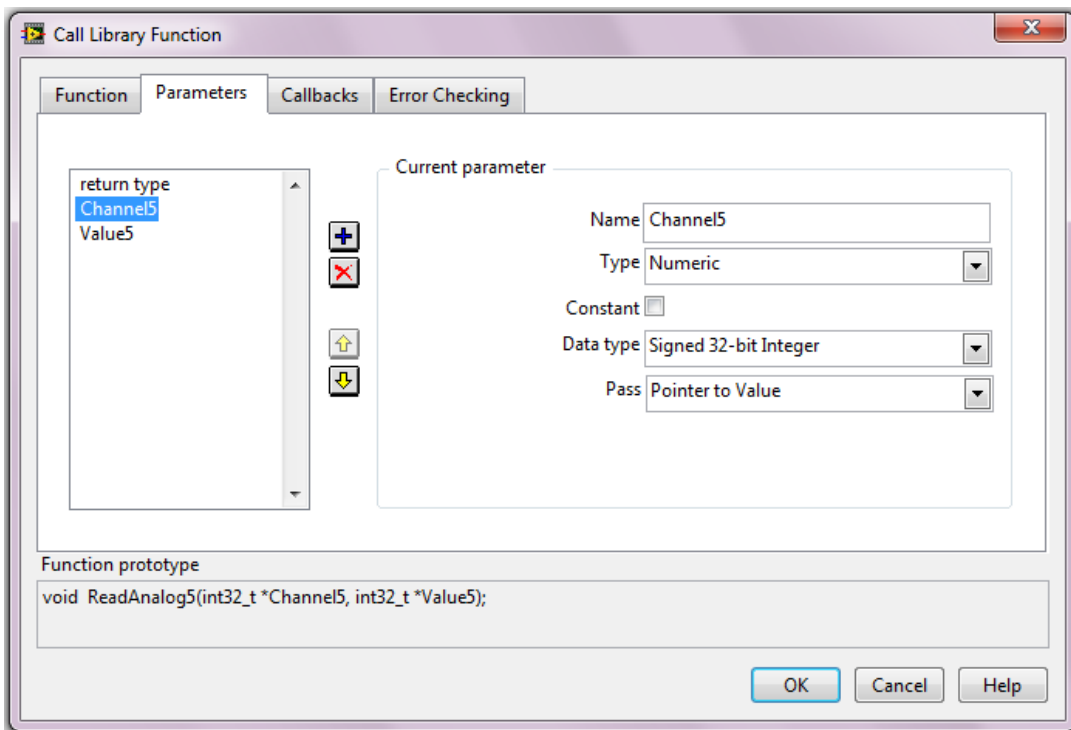 Call Library Function
Function Parameters Callbacks Error Checking
return type
Channel5
Value5
Current parameter
Name Channel5
Type Numeric
Constant
Data type Signed 32-bit Integer
Pass Pointer to Value
Function prototype
void  ReadAnalog5(int32_t *Channel5, int32_t *Value5);
OK Cancel Help